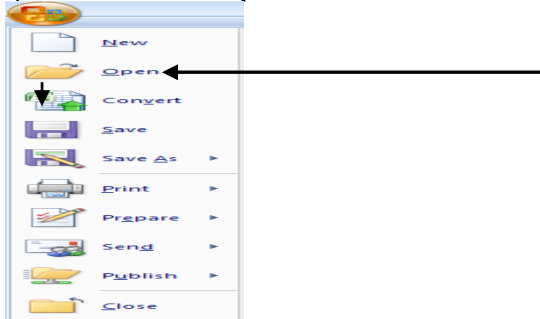 New
Open
Convert
Save
Save As
Print
Prepare
Send
Publish
Close